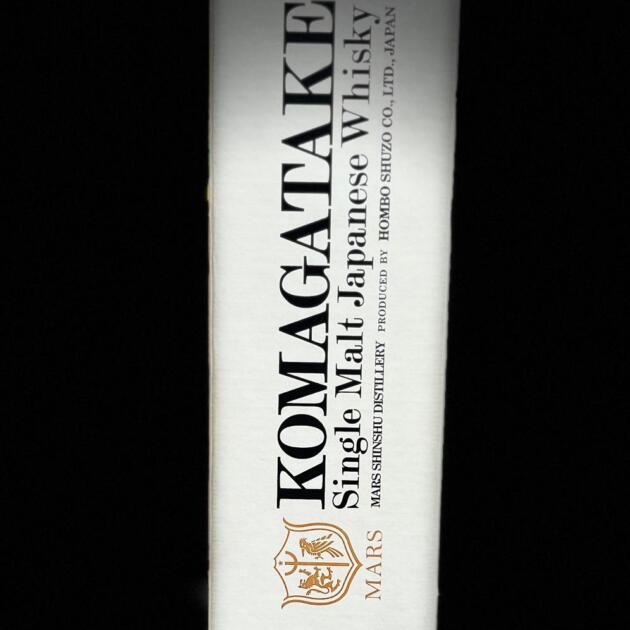 KOMAGATAKE
Single Malt Japanese Whisky
MARS SHINSHU DISTILLERY PRODUCED BY HOMBO SHUZO CO., LTD., JAPAN
MARS